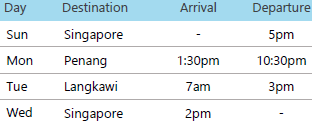 Day Destination Arrival Departure
Sun Singapore - 5pm
Mon Penang 1:30pm 10:30pm
Tue Langkawi 7am 3pm
Wed Singapore 2pm -